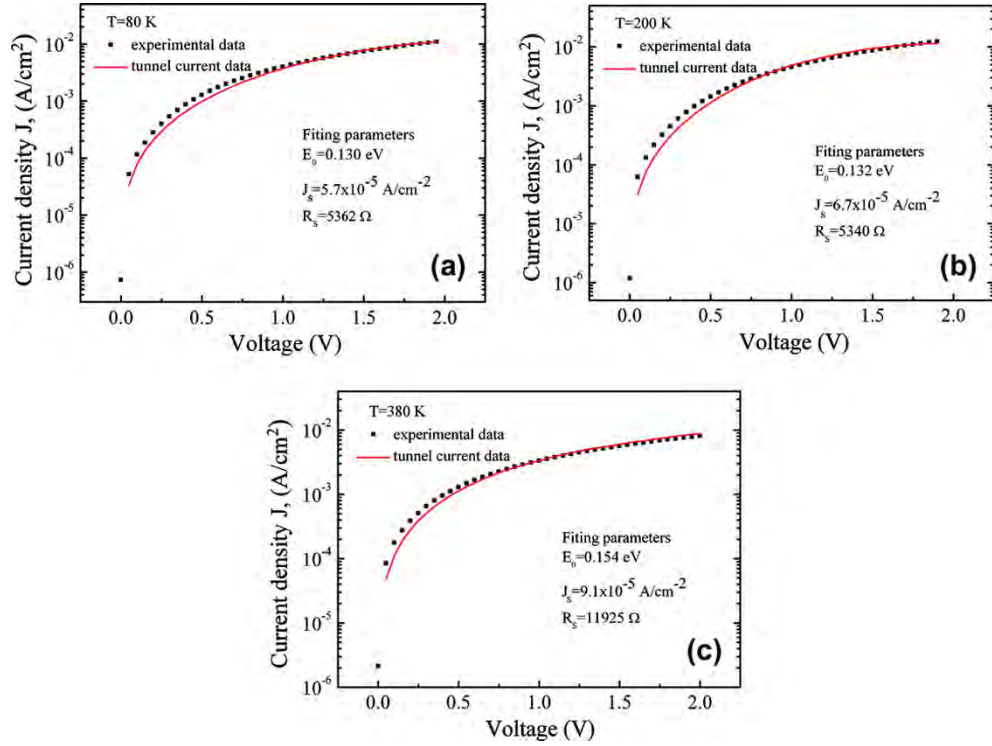 T=80 K
experimental data
tunnel current data
Fiting parameters
E₀=0.130 eV
Jₛ=5.7x10⁻⁵ A/cm⁻²
Rₛ=5362 Ω
(a)
10⁻²
10⁻³
10⁻⁴
10⁻⁵
10⁻⁶
Current density J, (A/cm²)
0.0 0.5 1.0 1.5 2.0
Voltage (V)
T=200 K
experimental data
tunnel current data
Fiting parameters
E₀=0.132 eV
Jₛ=6.7x10⁻⁵ A/cm⁻²
Rₛ=5340 Ω
(b)
10⁻²
10⁻³
10⁻⁴
10⁻⁵
10⁻⁶
Current density J, (A/cm²)
0.0 0.5 1.0 1.5 2.0
Voltage (V)
T=380 K
experimental data
tunnel current data
Fiting parameters
E₀=0.154 eV
Jₛ=9.1x10⁻⁵ A/cm⁻²
Rₛ=11925 Ω
(c)
10⁻²
10⁻³
10⁻⁴
10⁻⁵
10⁻⁶
Current density J, (A/cm²)
0.0 0.5 1.0 1.5 2.0
Voltage (V)